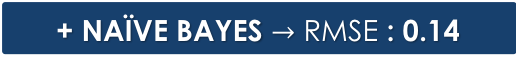 + NAÏVE BAYES → RMSE : 0.14